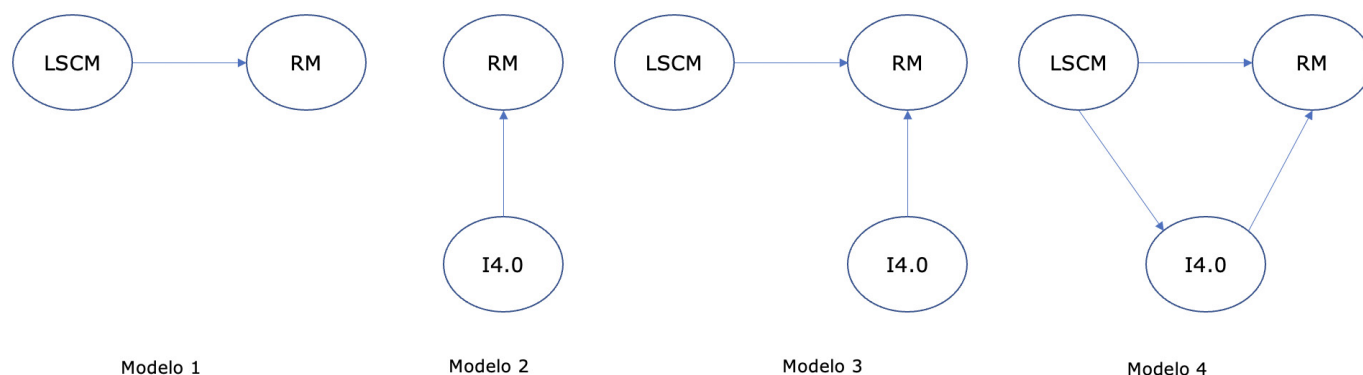 LSCM
RM
RM
LSCM
RM
LSCM
RM
I4.0
I4.0
I4.0
Modelo 1
Modelo 2
Modelo 3
Modelo 4